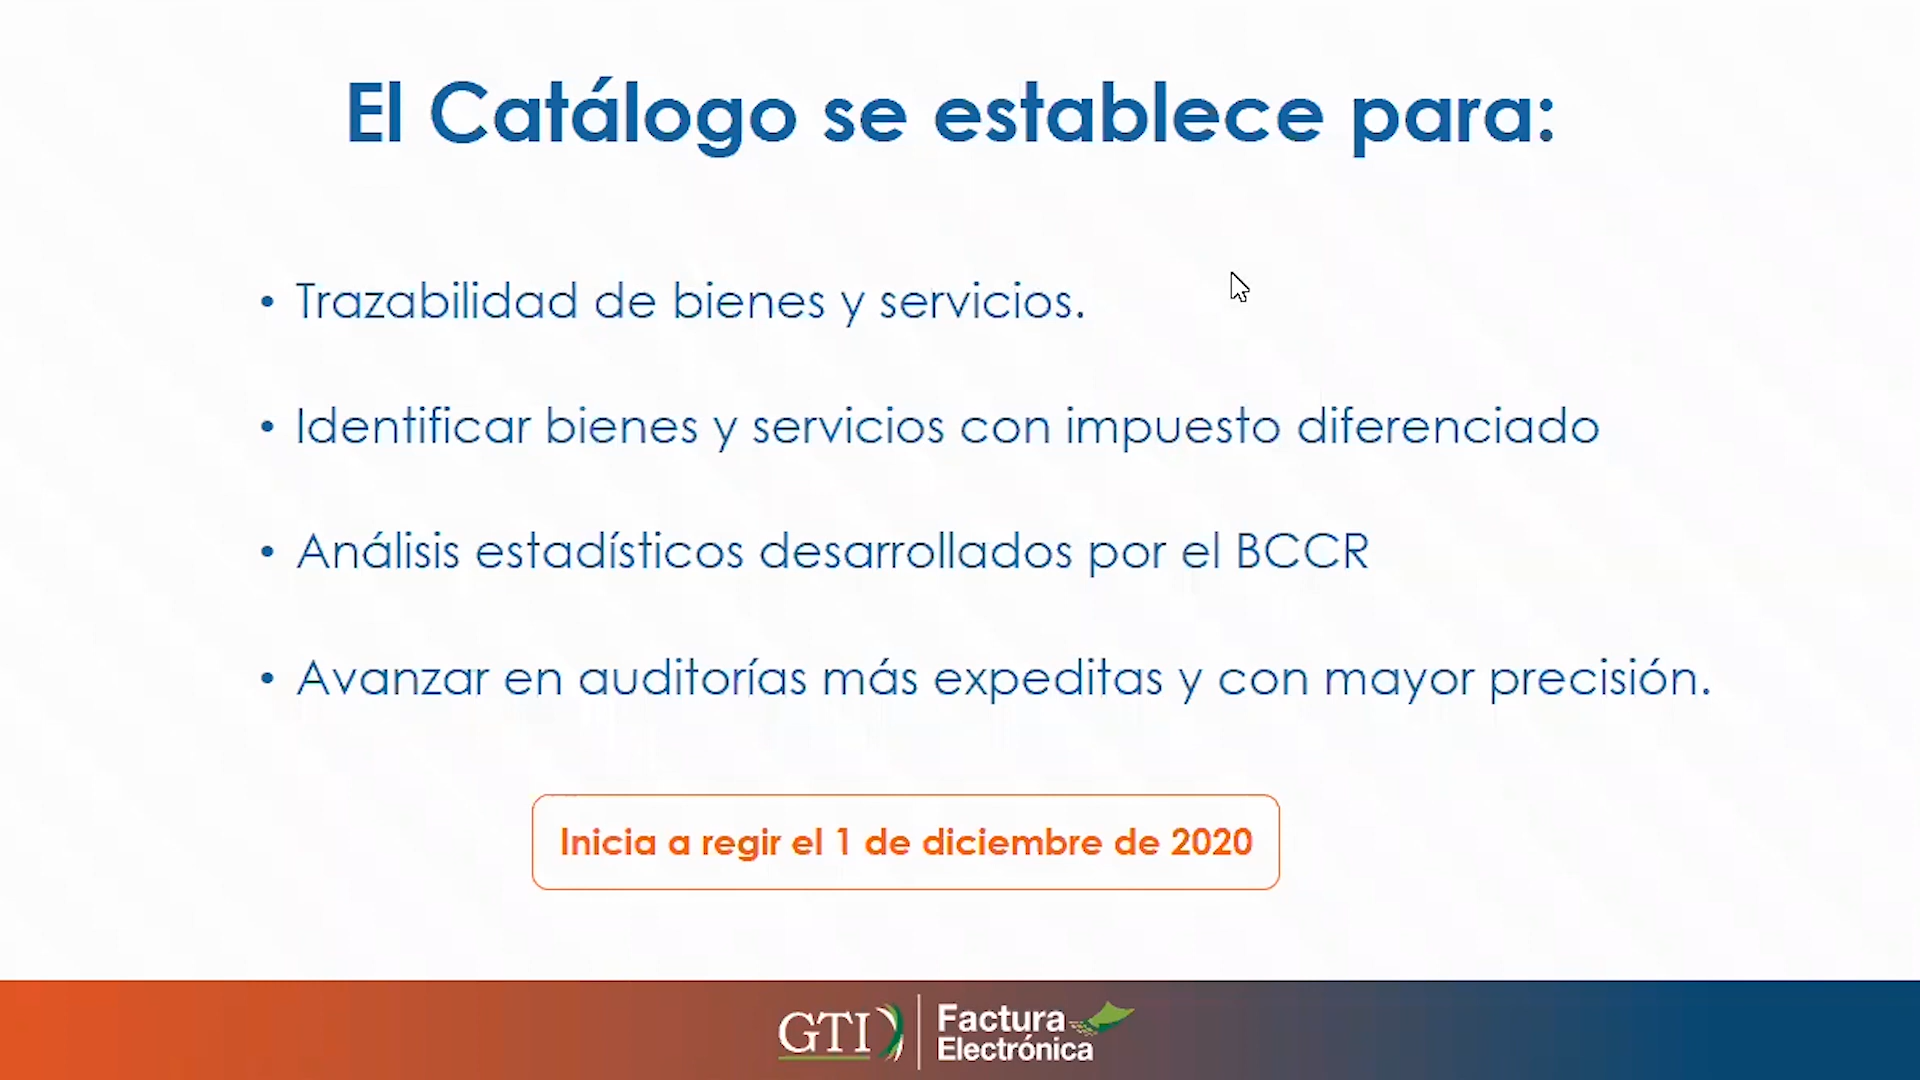 El Catálogo se establece para:
• Trazabilidad de bienes y servicios.
• Identificar bienes y servicios con impuesto diferenciado
• Análisis estadísticos desarrollados por el BCCR
• Avanzar en auditorías más expeditas y con mayor precisión.
Inicia a regir el 1 de diciembre de 2020
GTI
Factura
Electrónica